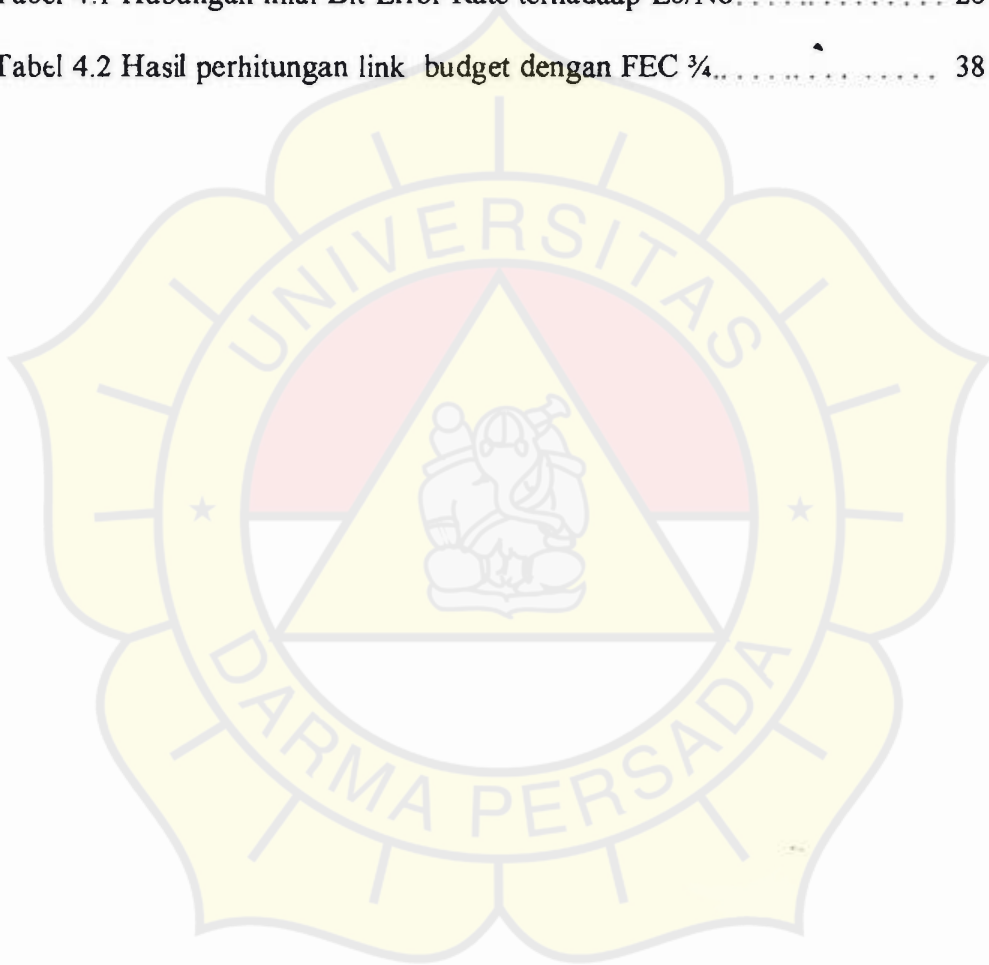 Tabel 4.2 Hasil perhitungan link budget dengan FEC ¾.................. 38
UNIVERSITAS
DARMA PERSADA